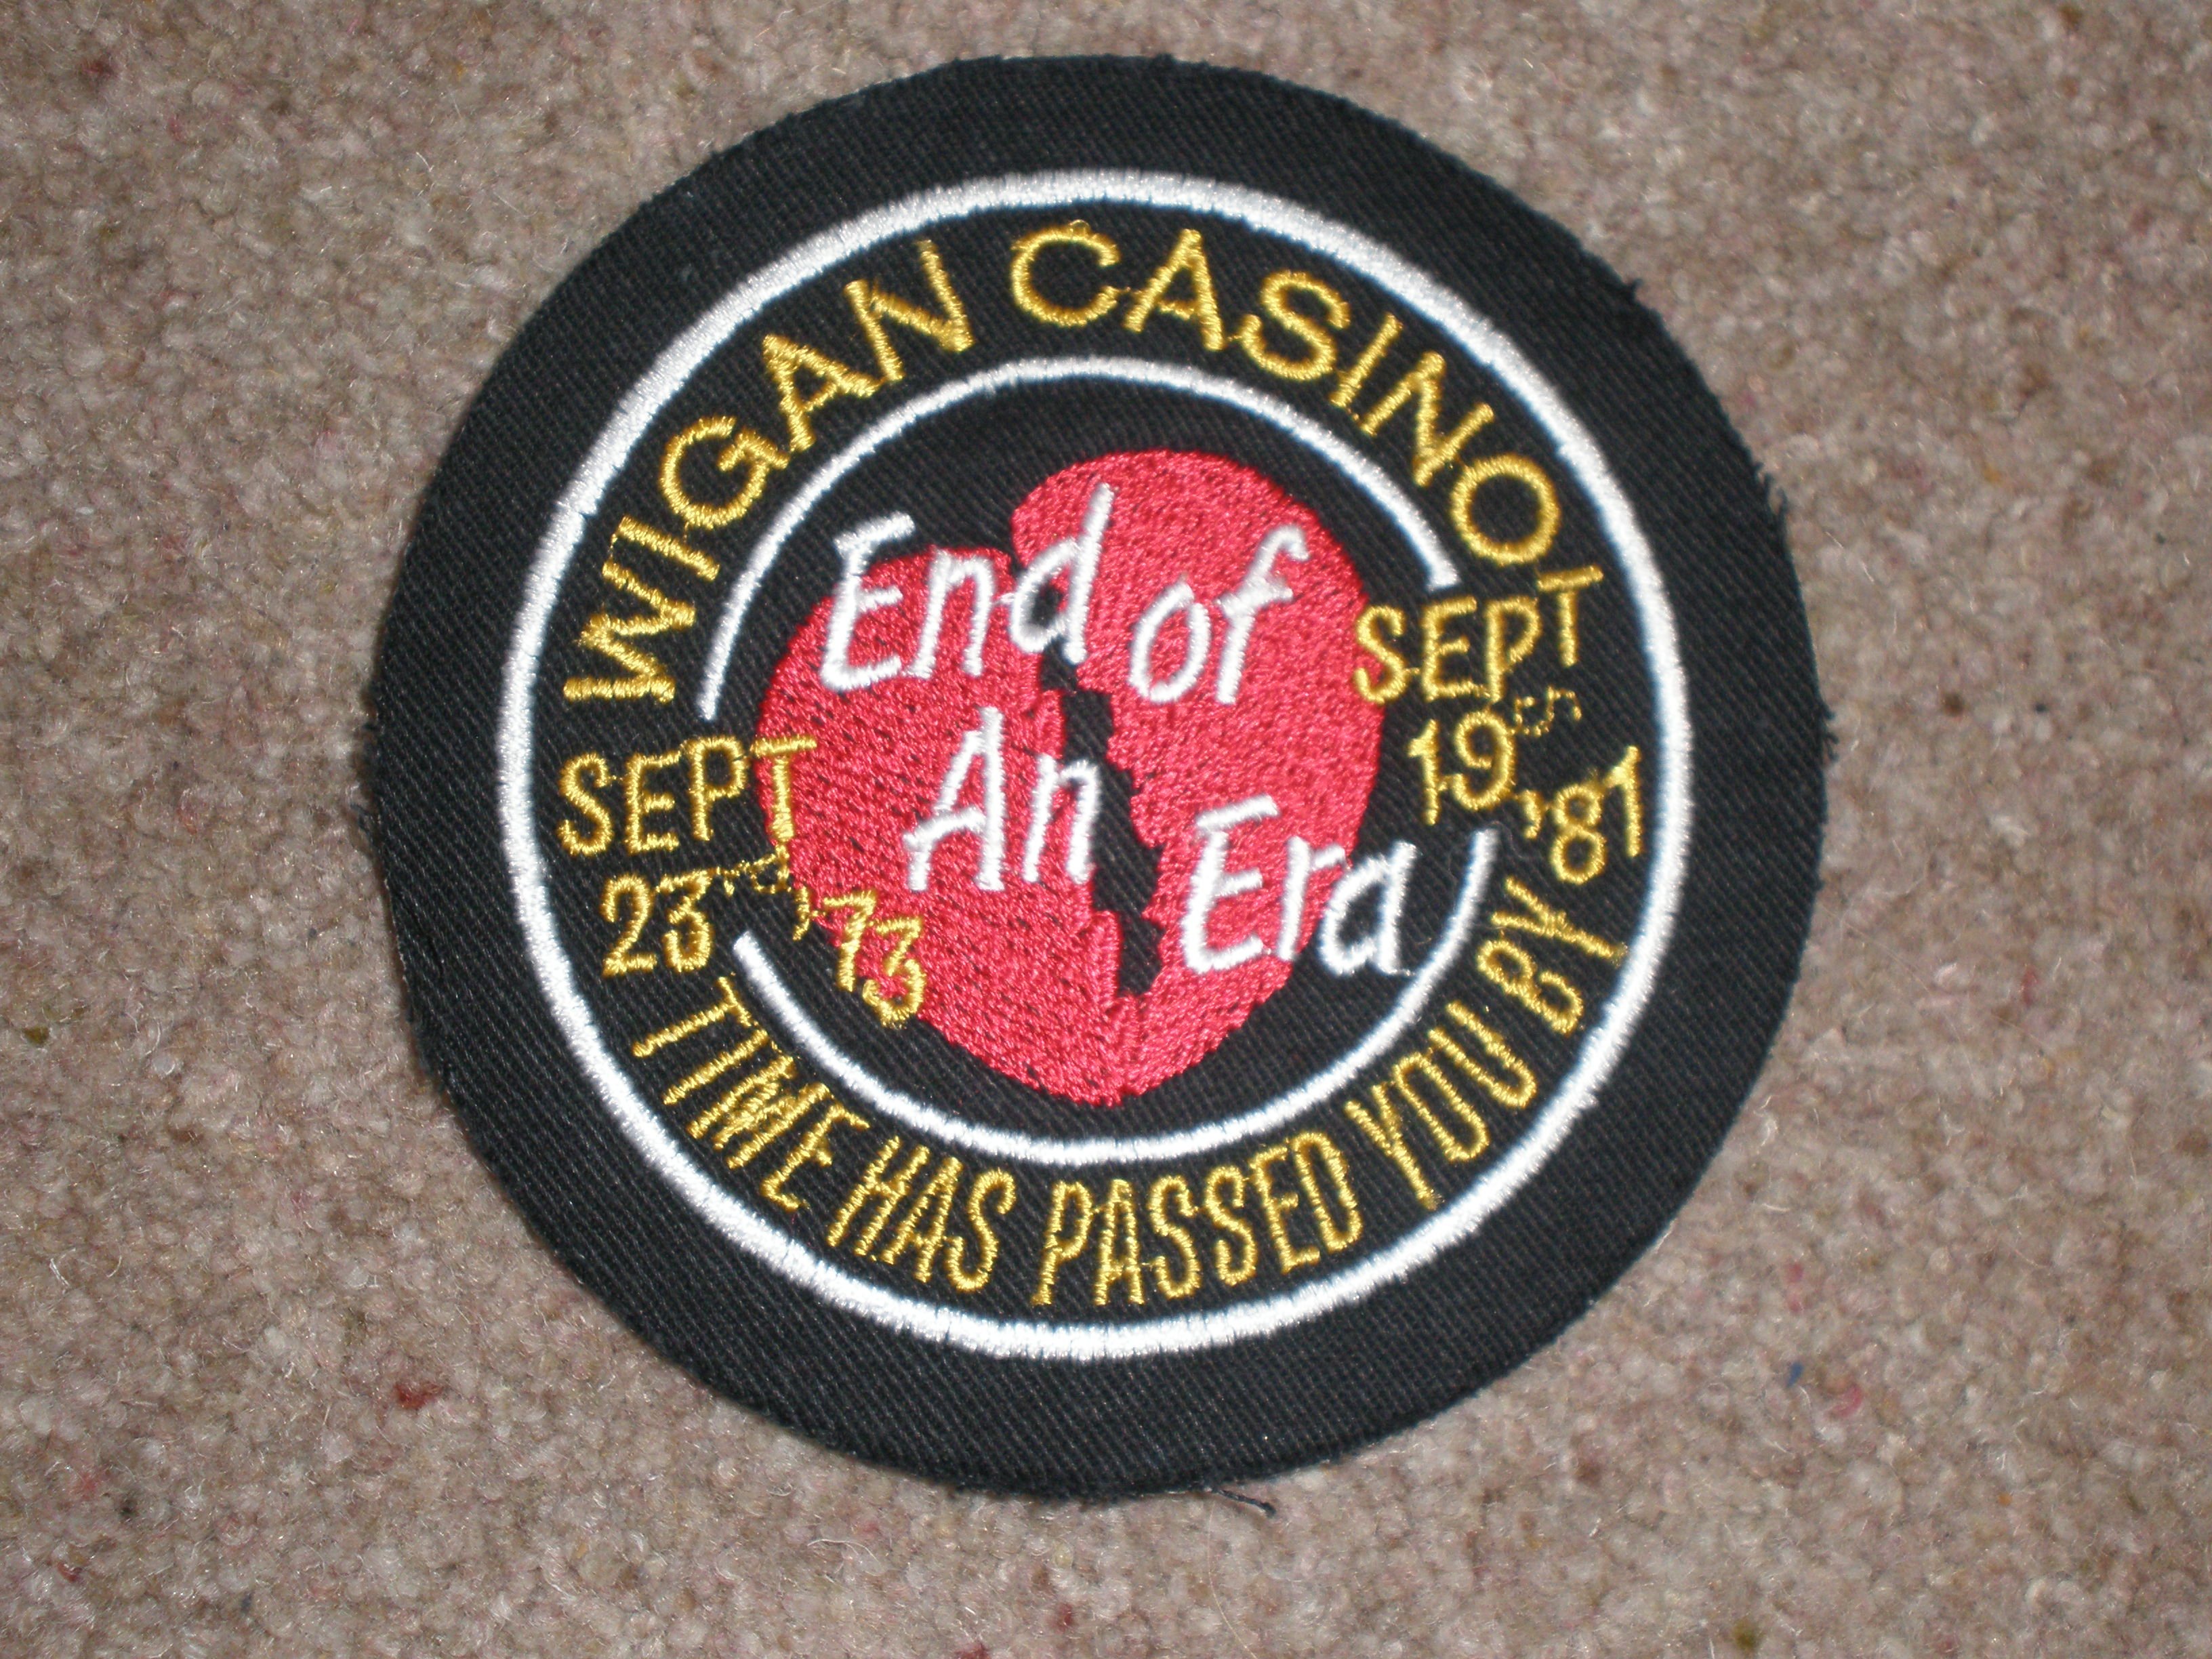 WIGAN CASINO
End of
An Era
SEPT
23rd, 73
SEPT
19th, 81
TIME HAS PASSED YOU BY